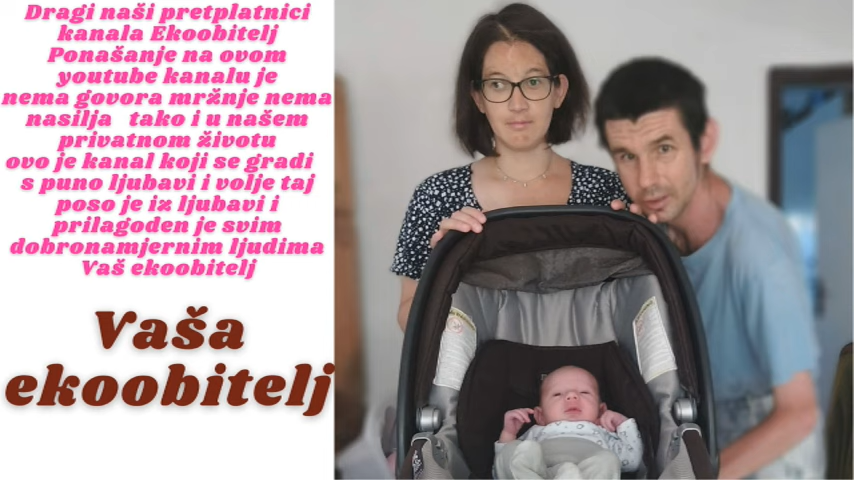 Dragi naši pretplatnici
kanala Ekoobitelj
Ponašanje na ovom
youtube kanalu je
nema govora mržnje nema
nasilja tako i u našem
privatnom životu
ovo je kanal koji se gradi
s puno ljubavi i volje taj
poso je iz ljubavi i
prilagođen je svim
dobronamjernim ljudima
Vaš ekoobitelj
Vaša
ekoobitelj